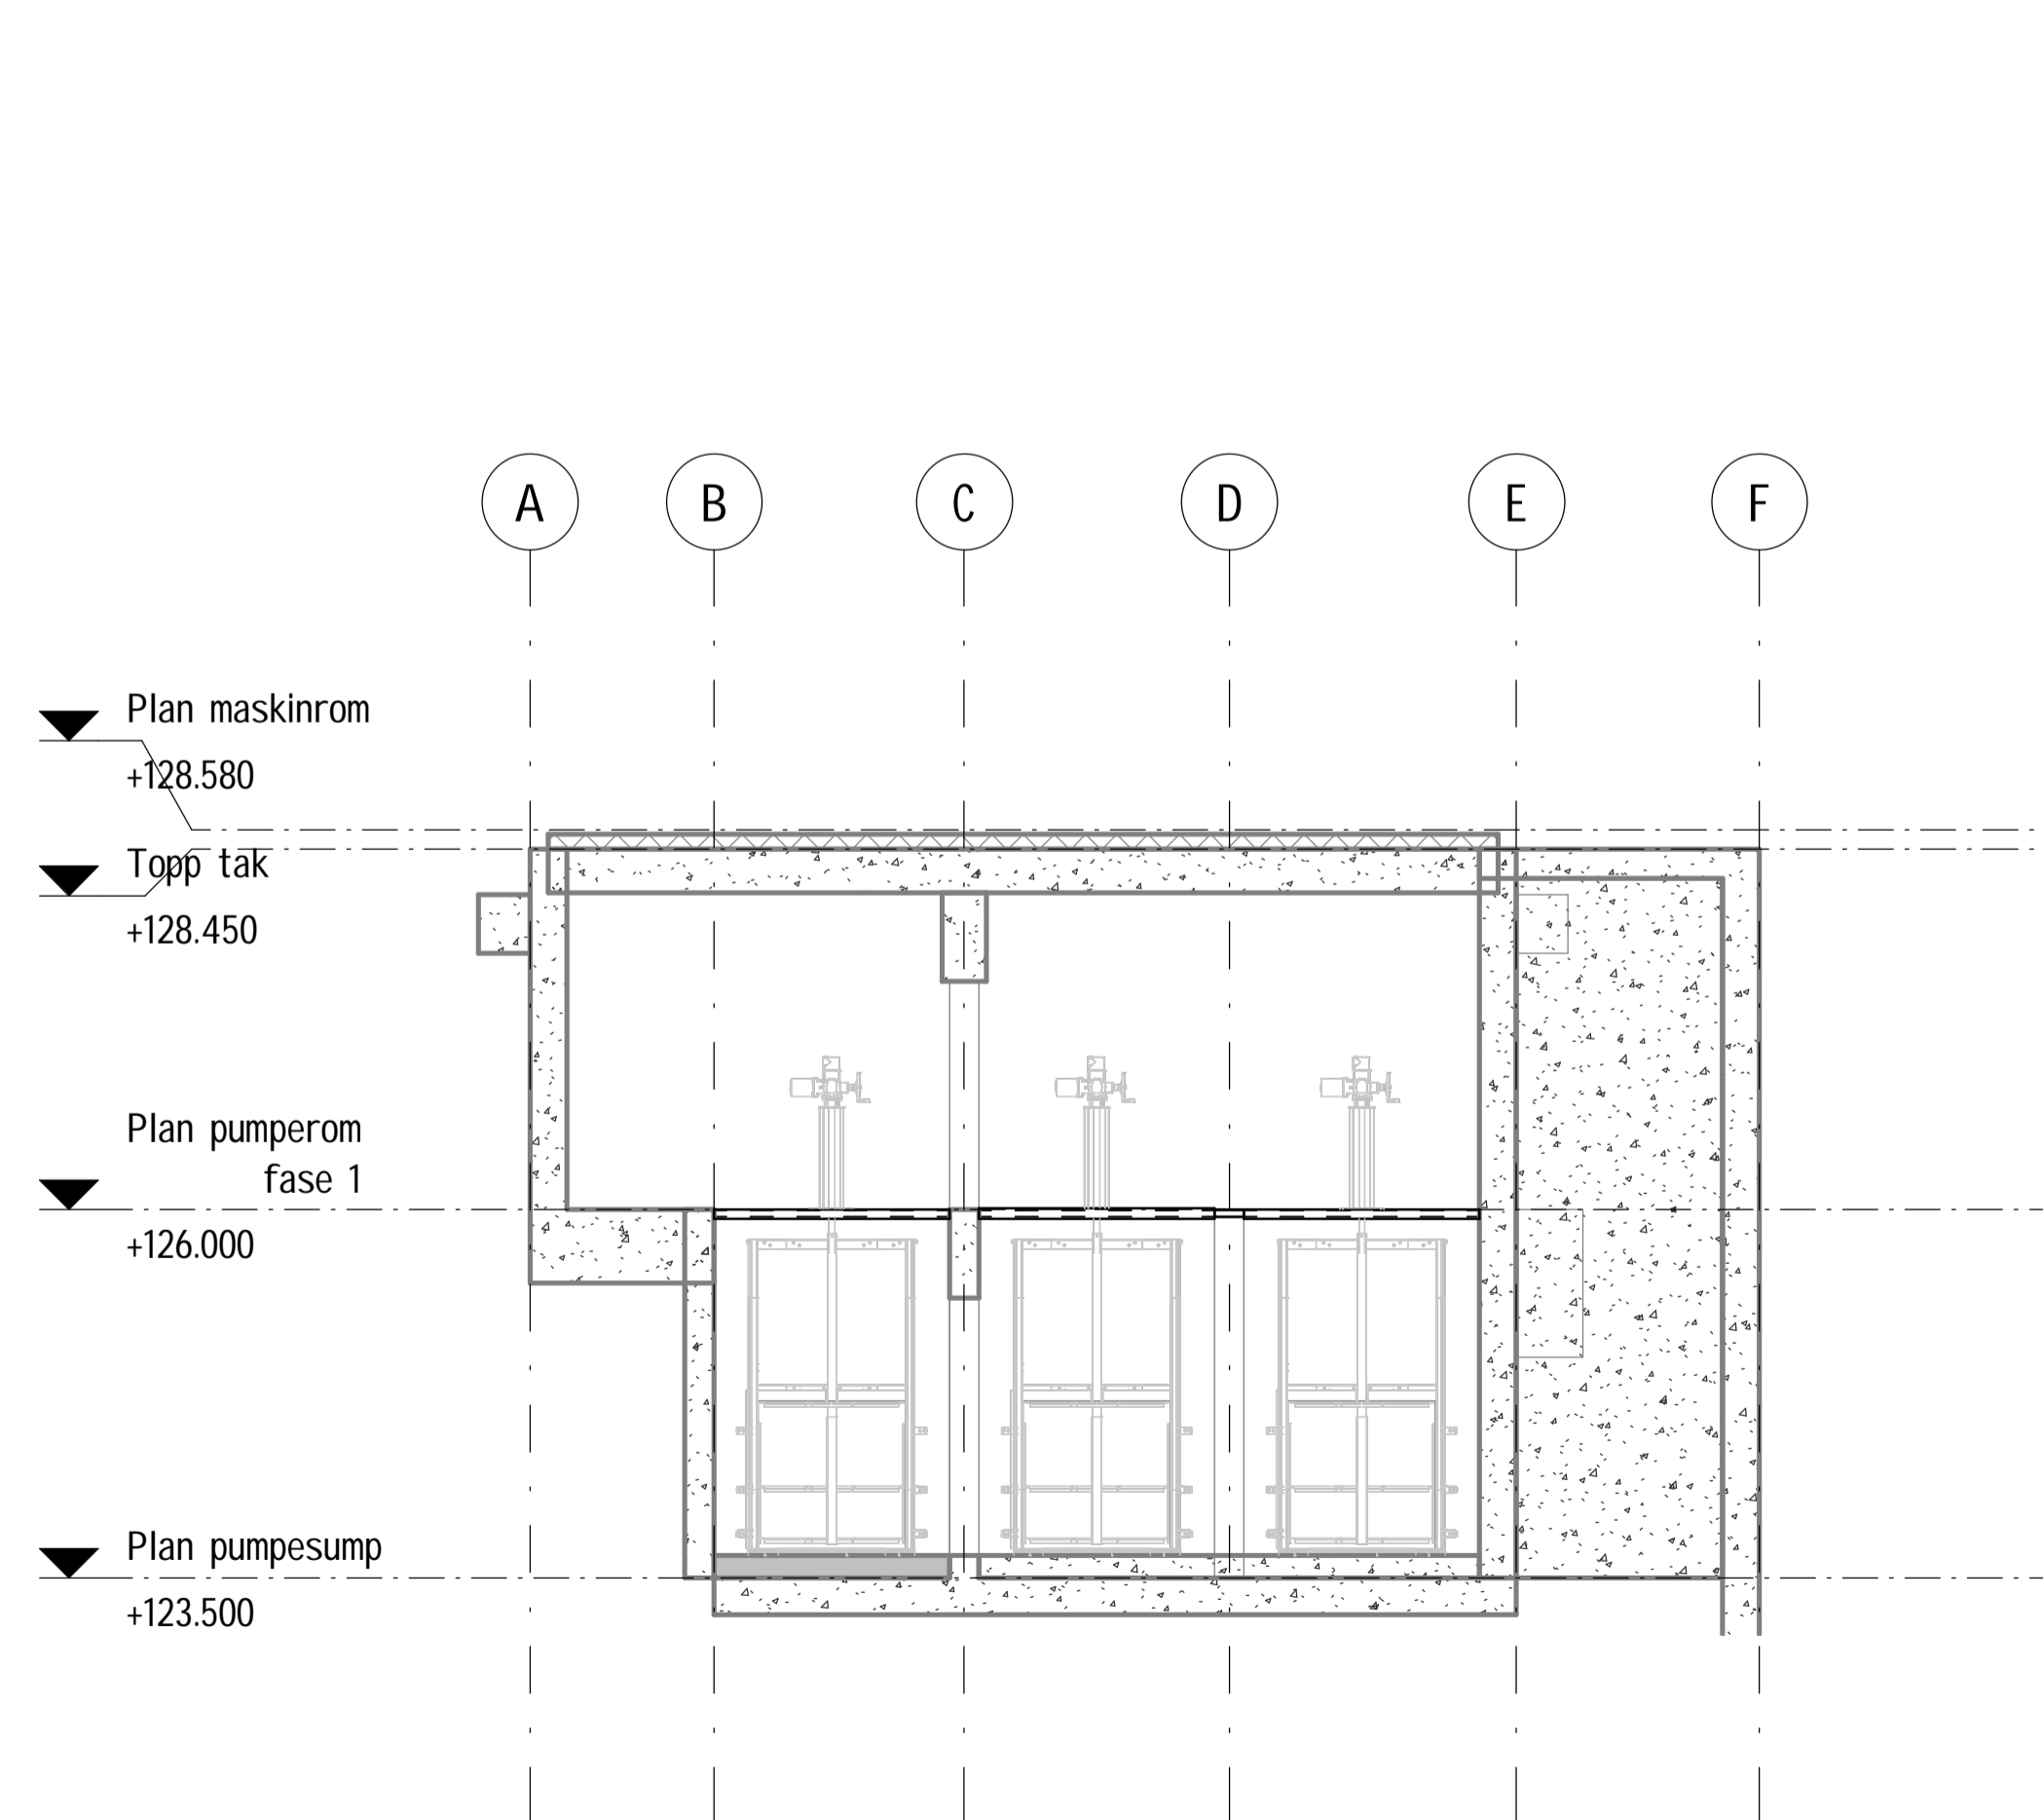 A B C D E F
Plan maskinrom
+128.580
Topp tak
+128.450
Plan pumperom
fase 1
+126.000
Plan pumpesump
+123.500